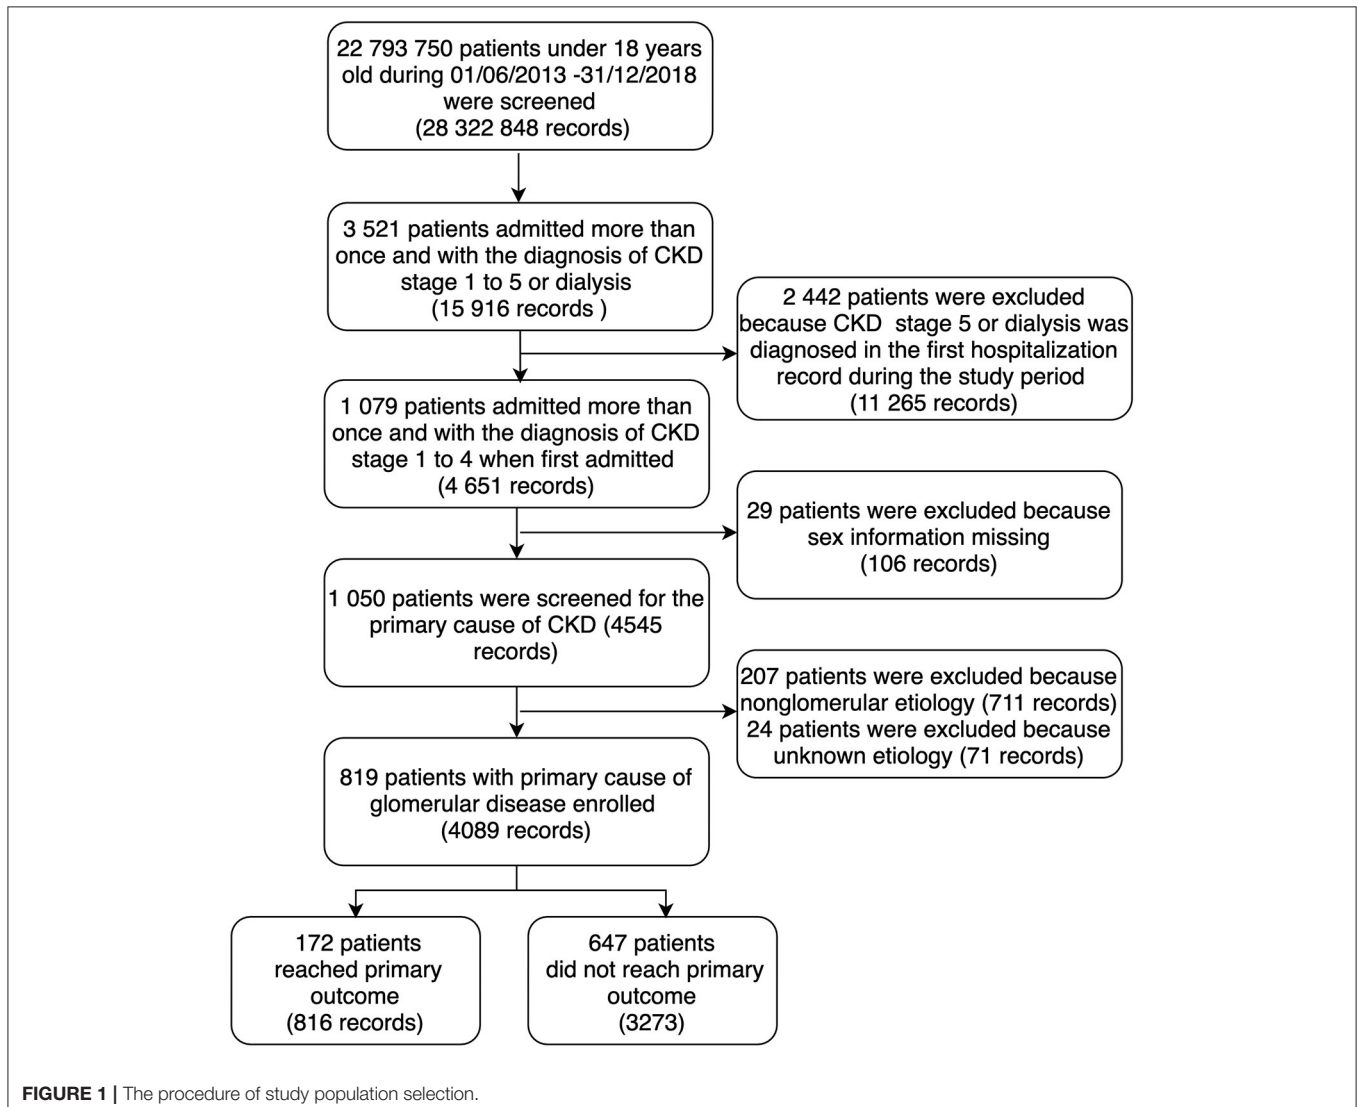 22 793 750 patients under 18 years
old during 01/06/2013 -31/12/2018
were screened
(28 322 848 records)
3 521 patients admitted more than
once and with the diagnosis of CKD
stage 1 to 5 or dialysis
(15 916 records )
2 442 patients were excluded
because CKD stage 5 or dialysis was
diagnosed in the first hospitalization
record during the study period
(11 265 records)
1 079 patients admitted more than
once and with the diagnosis of CKD
stage 1 to 4 when first admitted
(4 651 records)
29 patients were excluded because
sex information missing
(106 records)
1 050 patients were screened for the
primary cause of CKD (4545
records)
207 patients were excluded because
nonglomerular etiology (711 records)
24 patients were excluded because
unknown etiology (71 records)
819 patients with primary cause of
glomerular disease enrolled
(4089 records)
172 patients
reached primary
outcome
(816 records)
647 patients
did not reach primary
outcome
(3273)
FIGURE 1 | The procedure of study population selection.